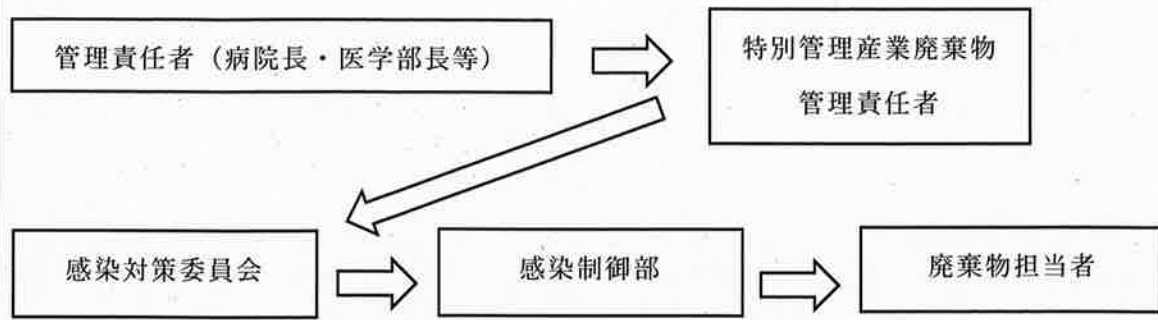 管理責任者（病院長・医学部長等）
特別管理産業廃棄物
管理責任者
感染対策委員会
感染制御部
廃棄物担当者